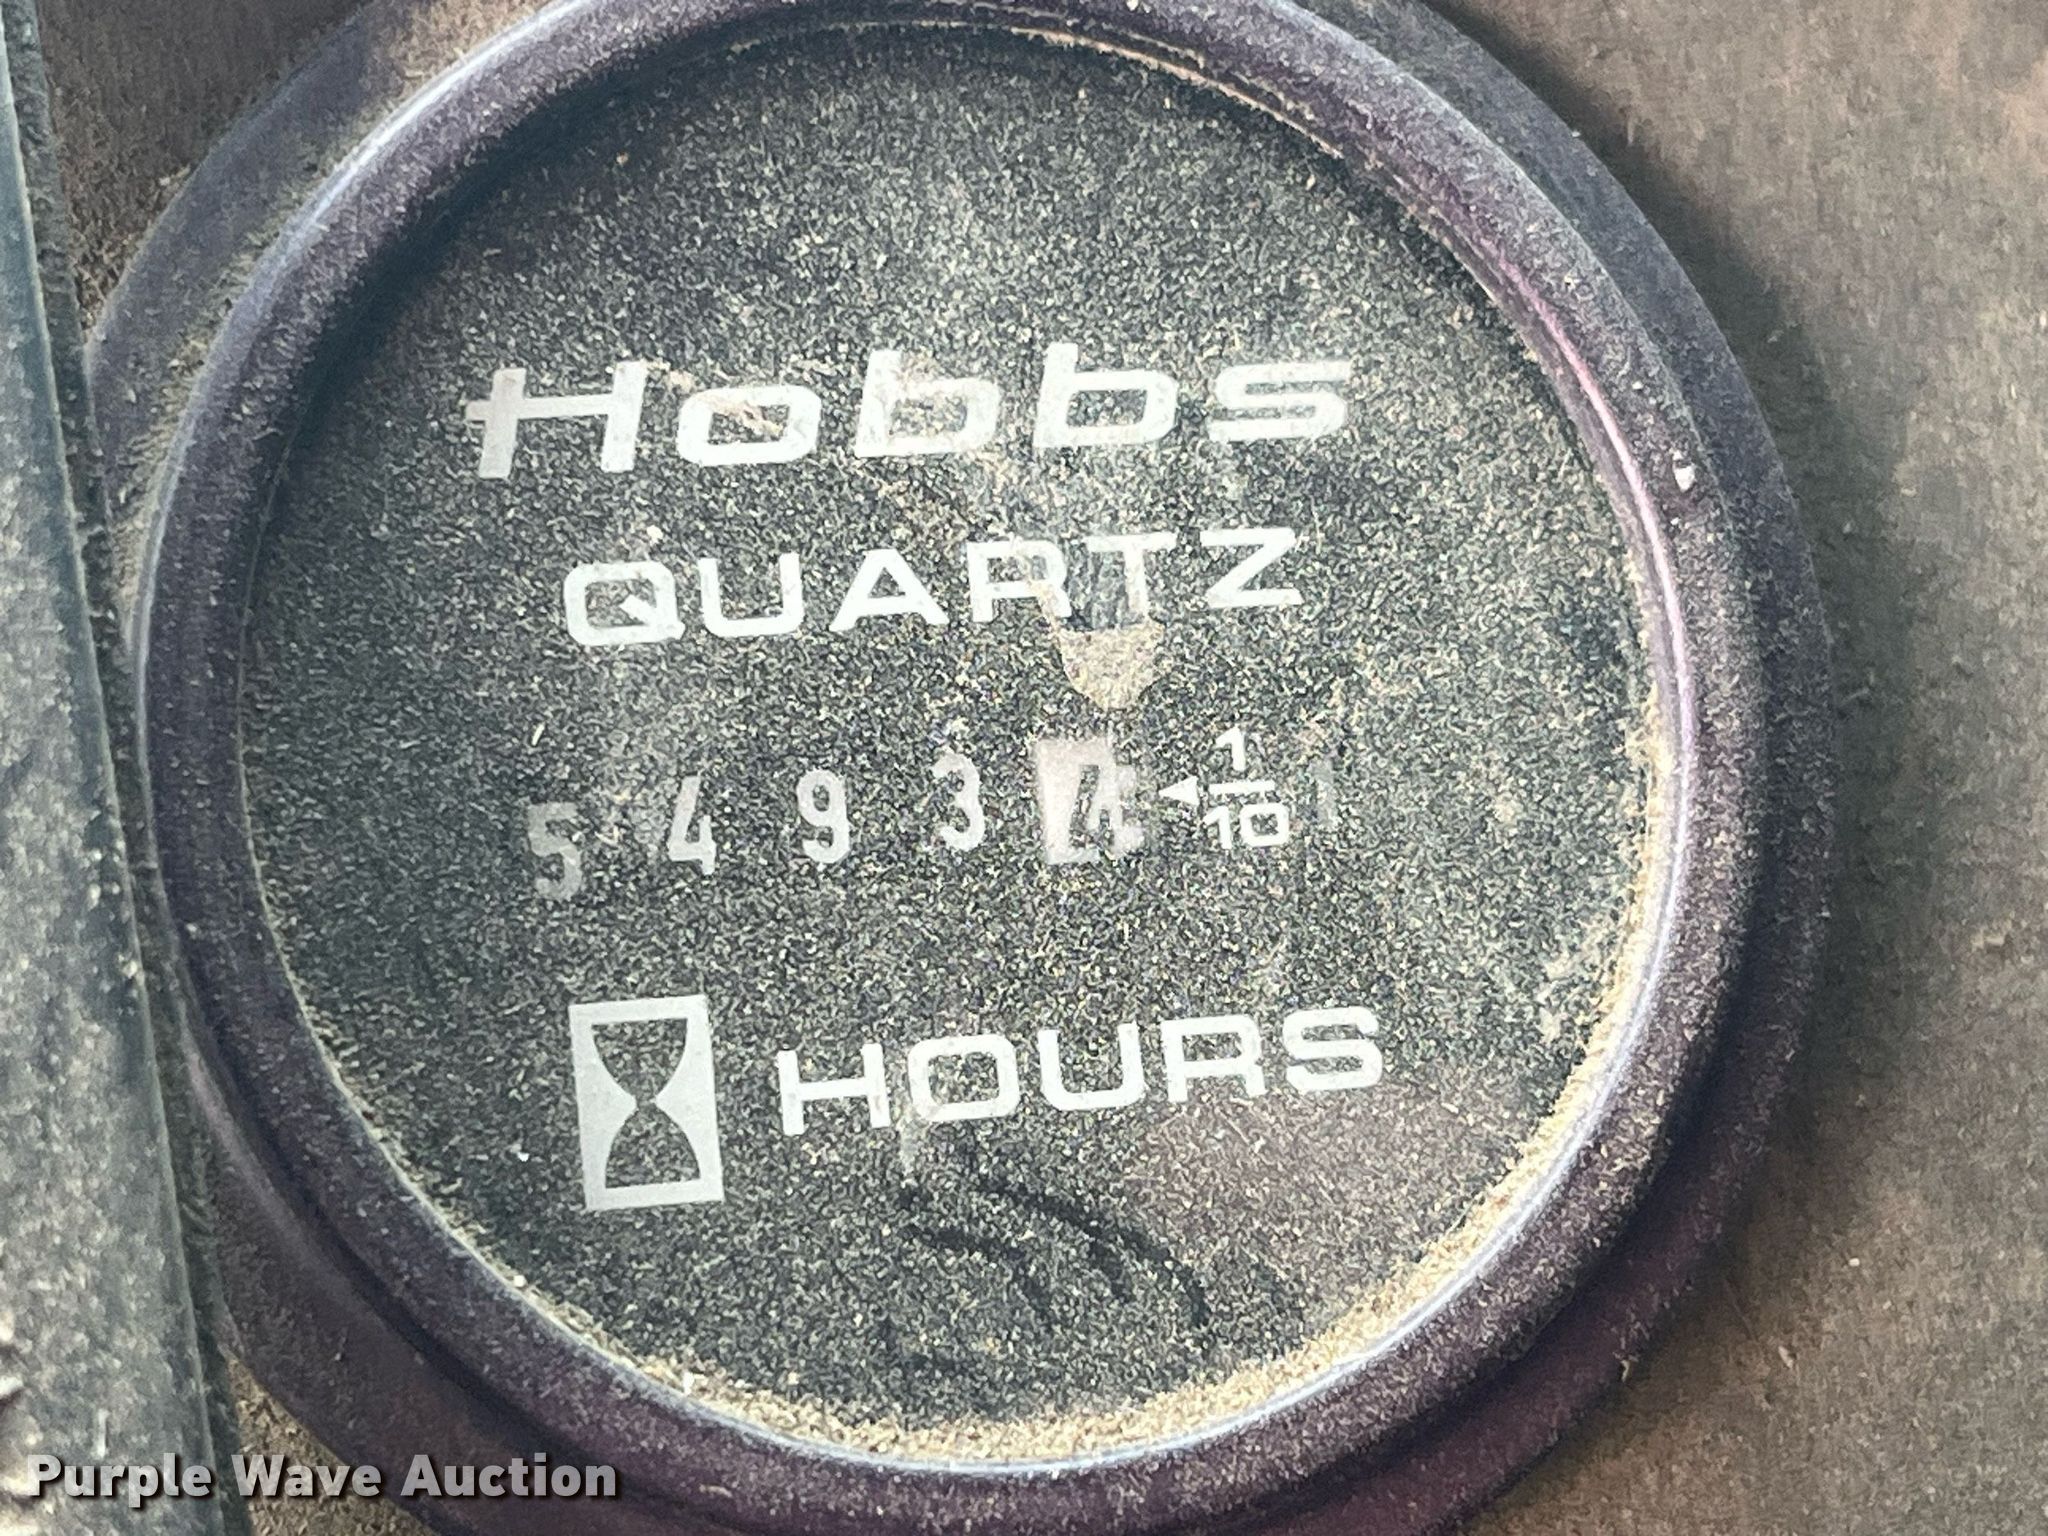 Hobbs
QUARTZ
5 4 9 3 4 ◄ 1/10
HOURS
Purple Wave Auction